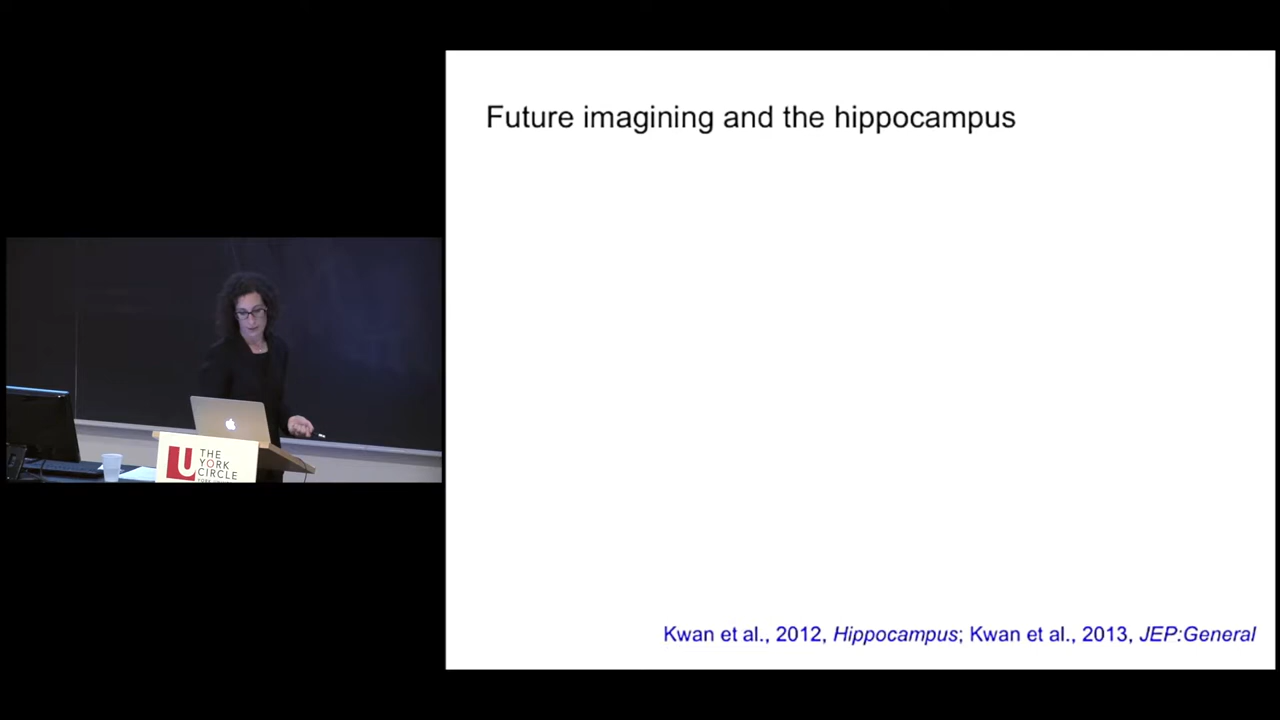 Future imagining and the hippocampus
THE
YORK
CIRCLE
Kwan et al., 2012, Hippocampus; Kwan et al., 2013, JEP:General